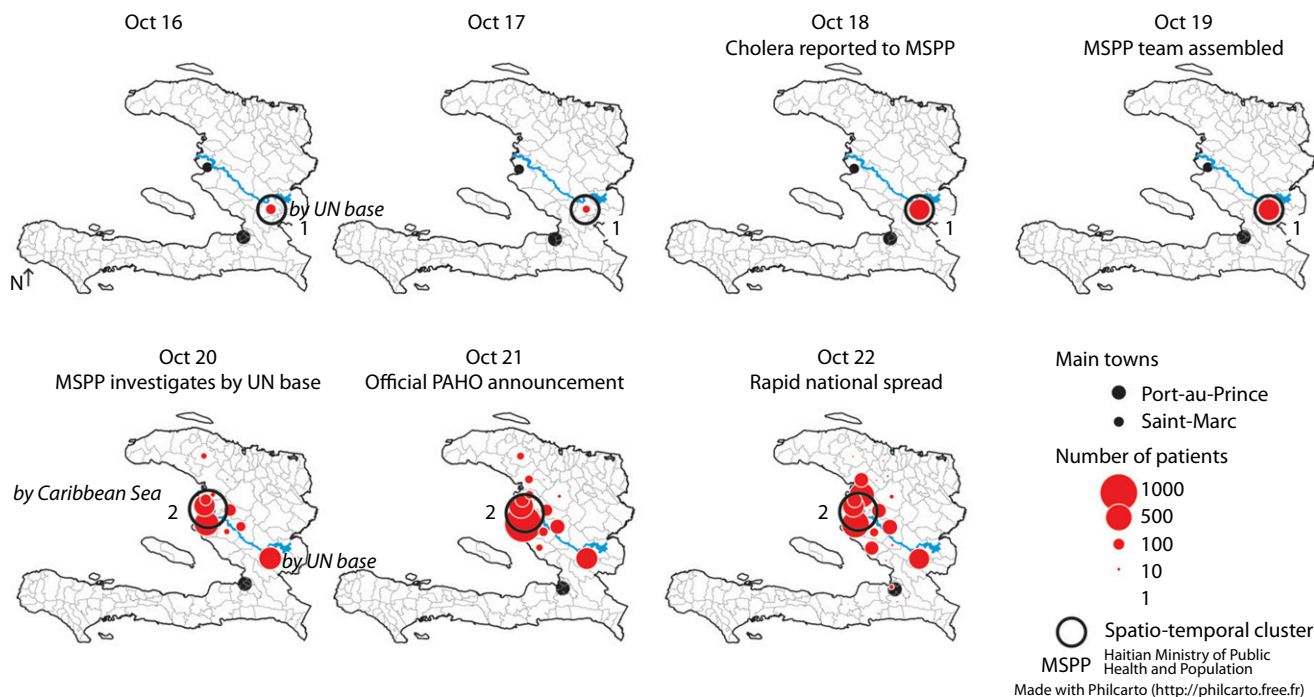 Oct 16
Oct 17
Oct 18
Cholera reported to MSPP
Oct 19
MSPP team assembled
by UN base
1
1
1
1
N↑
Oct 20
MSPP investigates by UN base
Oct 21
Official PAHO announcement
Oct 22
Rapid national spread
by Caribbean Sea
2
by UN base
2
2
Main towns
Port-au-Prince
Saint-Marc
Number of patients
1000
500
100
10
1
Spatio-temporal cluster
MSPP Haitian Ministry of Public
Health and Population
Made with Philcarto (http://philcarto.free.fr)